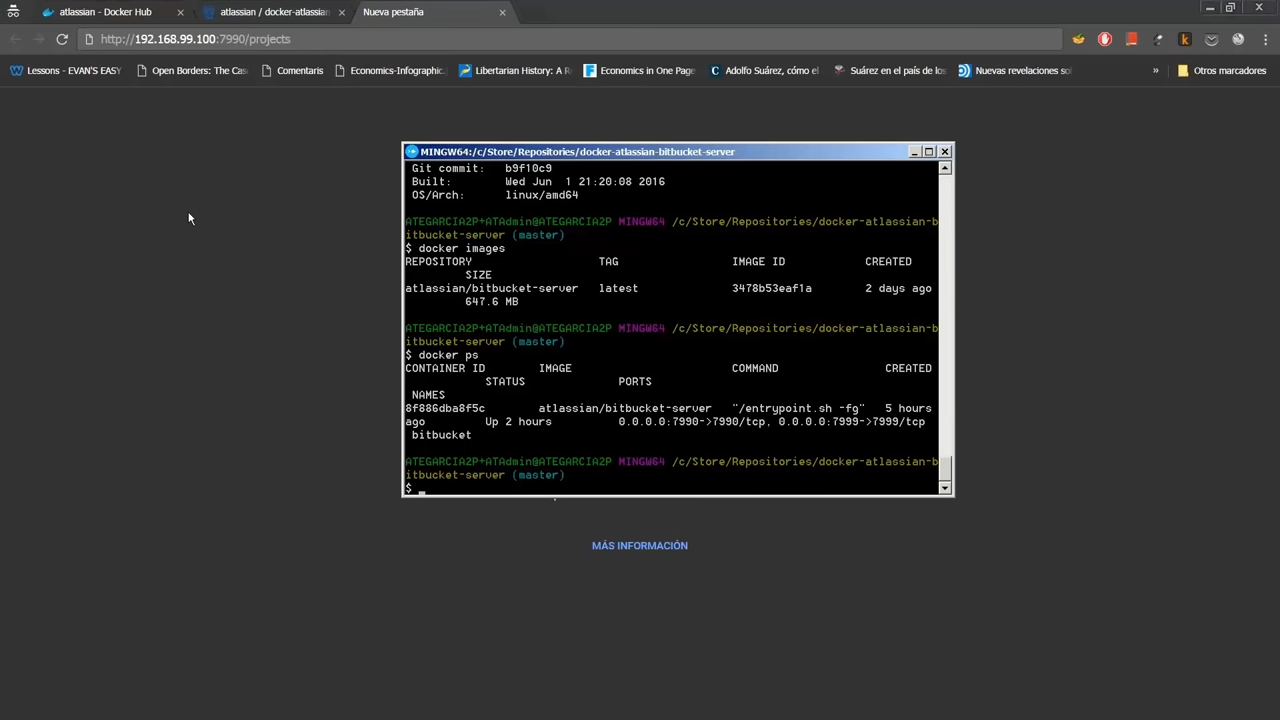 atlassian - Docker Hub
atlassian / docker-atlassian
Nueva pestaña
http://192.168.99.100:7990/projects
Lessons - EVAN'S EASY
Open Borders: The Cas
Comentaris
Economics-Infographic.
Libertarian History: A R
Economics in One Page
Adolfo Suárez, cómo el
Suárez en el país de los
Nuevas revelaciones sol
»
Otros marcadores
MINGW64:/c/Store/Repositories/docker-atlassian-bitbucket-server
Git commit: b9f10c9
Built: Wed Jun 1 21:20:08 2016
OS/Arch: linux/amd64
ATEGARCIA2P+ATAdmin@ATEGARCIA2P MINGW64 /c/Store/Repositories/docker-atlassian-b
itbucket-server (master)
$ docker images
REPOSITORY TAG IMAGE ID CREATED
SIZE
atlassian/bitbucket-server latest 3478b53eaf1a 2 days ago
647.6 MB
ATEGARCIA2P+ATAdmin@ATEGARCIA2P MINGW64 /c/Store/Repositories/docker-atlassian-b
itbucket-server (master)
$ docker ps
CONTAINER ID IMAGE COMMAND CREATED
STATUS PORTS
NAMES
8f886dba8f5c atlassian/bitbucket-server "/entrypoint.sh -fg" 5 hours
ago Up 2 hours 0.0.0.0:7990->7990/tcp, 0.0.0.0:7999->7999/tcp
bitbucket
ATEGARCIA2P+ATAdmin@ATEGARCIA2P MINGW64 /c/Store/Repositories/docker-atlassian-b
itbucket-server (master)
$
MÁS INFORMACIÓN